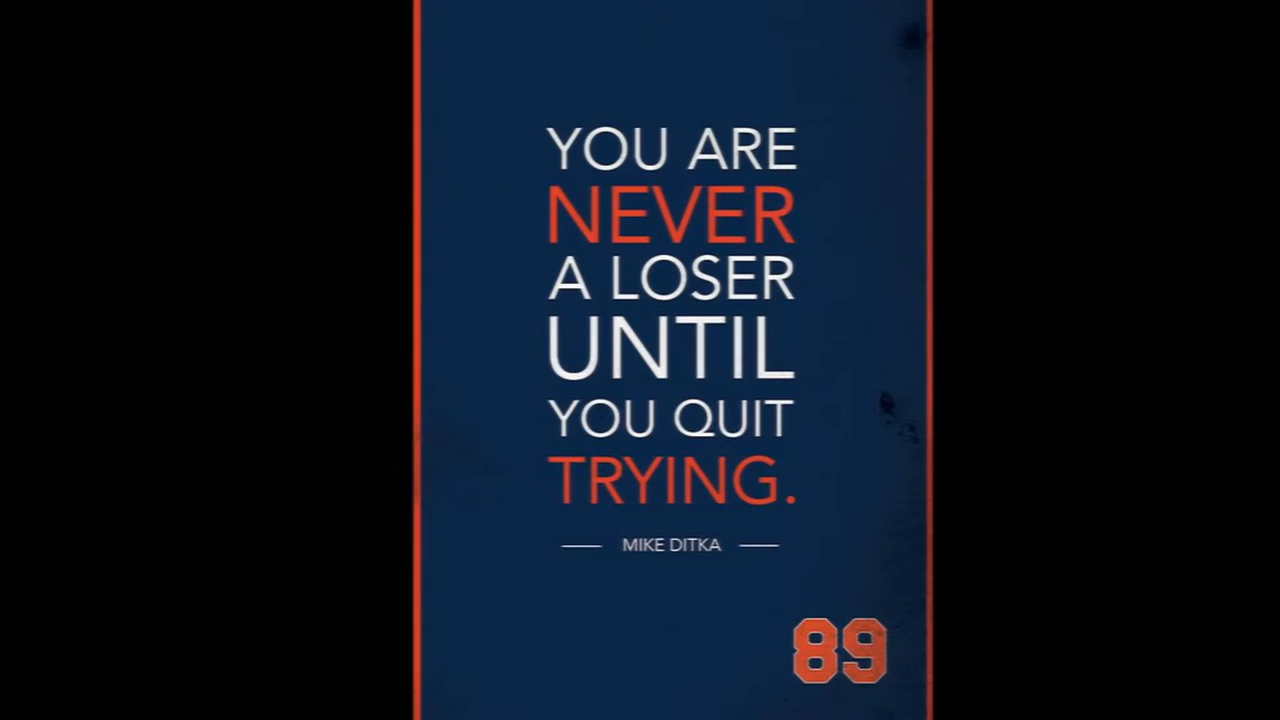 YOU ARE
NEVER
A LOSER
UNTIL
YOU QUIT
TRYING.
MIKE DITKA
89